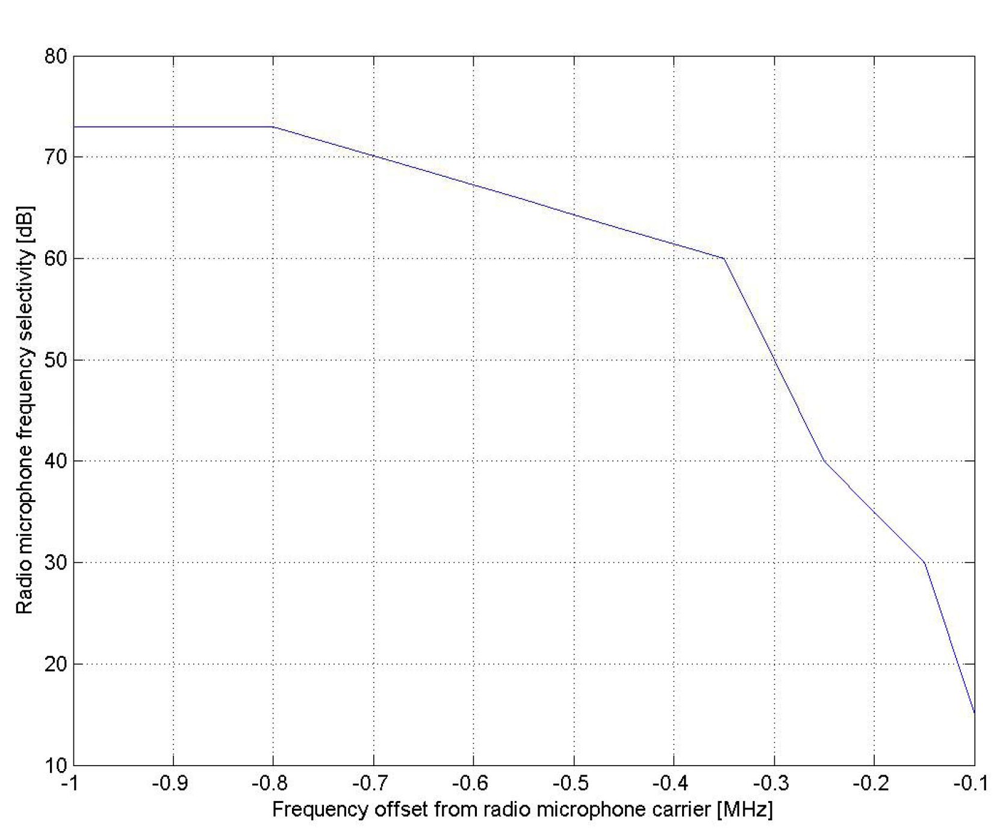 80
70
60
50
40
30
20
10
Radio microphone frequency selectivity [dB]
-1 -0.9 -0.8 -0.7 -0.6 -0.5 -0.4 -0.3 -0.2 -0.1
Frequency offset from radio microphone carrier [MHz]